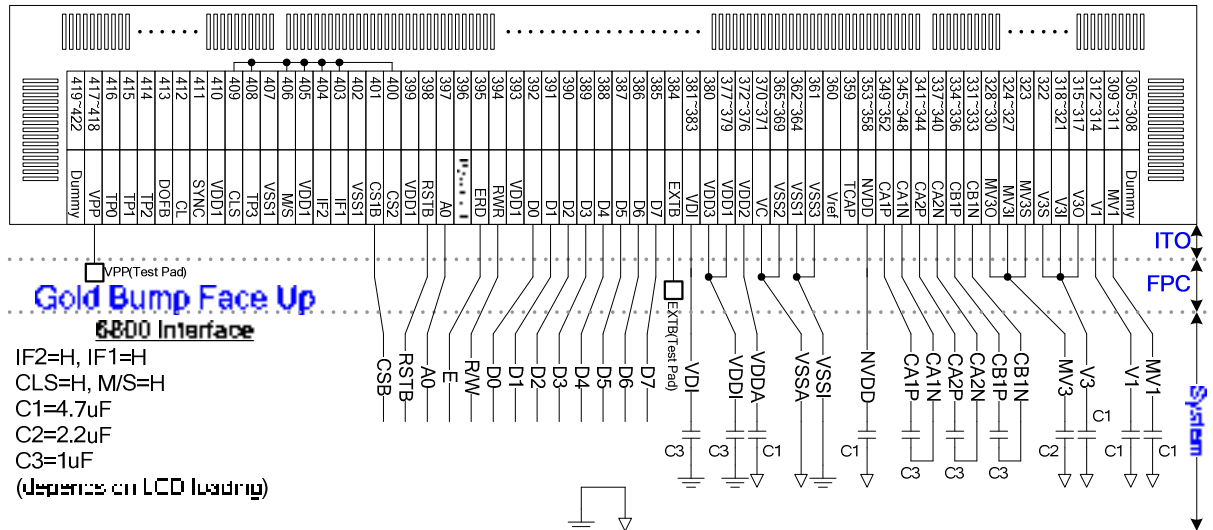 419~422 417~418 416 415 414 413 412 411 410 409 408 407 406 405 404 403 402 401 400 399 398 397 396 395 394 393 392 391 390 389 388 387 386 385 384 381~383 380 377~379 372~376 370~371 365~369 362~364 361 360 359 353~358 349~352 345~348 341~344 337~340 334~336 331~333 328~330 324~327 323 322 318~321 315~317 312~314 309~311 305~308
Dummy VPP TP0 TP1 TP2 DOFB CL SYNC VDD1 CLS TP3 VSS1 M/S VDD1 IF2 IF1 VSS1 CS1B CS2 VDD1 RSTB A0 ERD RWR VDD1 D0 D1 D2 D3 D4 D5 D6 D7 EXTB VDI VDD3 VDD1 VDD2 VC VSS2 VSS1 VSS3 Vref TCAP NVDD CA1P CA1N CA2P CA2N CB1P CB1N MV3O MV3I MV3S V3S V3I V3O V1 MV1 Dummy
ITO
VPP(Test Pad)
FPC
Gold Bump Face Up
EXTB(Test Pad)
6800 Interface
IF2=H, IF1=H
CLS=H, M/S=H
C1=4.7uF
C2=2.2uF
C3=1uF
(depends on LCD loading)
CSB RSTB A0 E R/W D0 D1 D2 D3 D4 D5 D6 D7 VDI VDDI VDDA VSSA VSSI NVDD CA1P CA1N CA2P CA2N CB1P CB1N MV3 V3 V1 MV1
System
C1
C3 C3 C1 C1 C2 C1 C1
C3 C3 C3